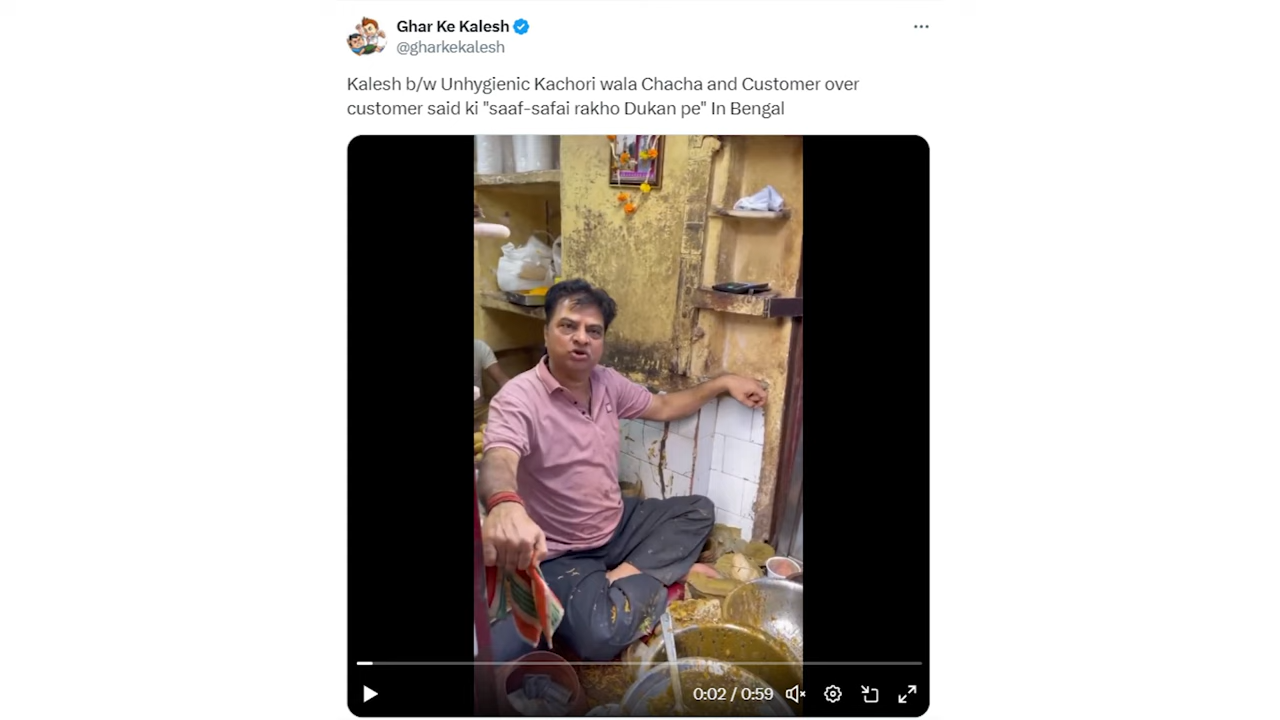 Ghar Ke Kalesh
@gharkekalesh
Kalesh b/w Unhygienic Kachori wala Chacha and Customer over
customer said ki "saaf-safai rakho Dukan pe" In Bengal
0:02 / 0:59